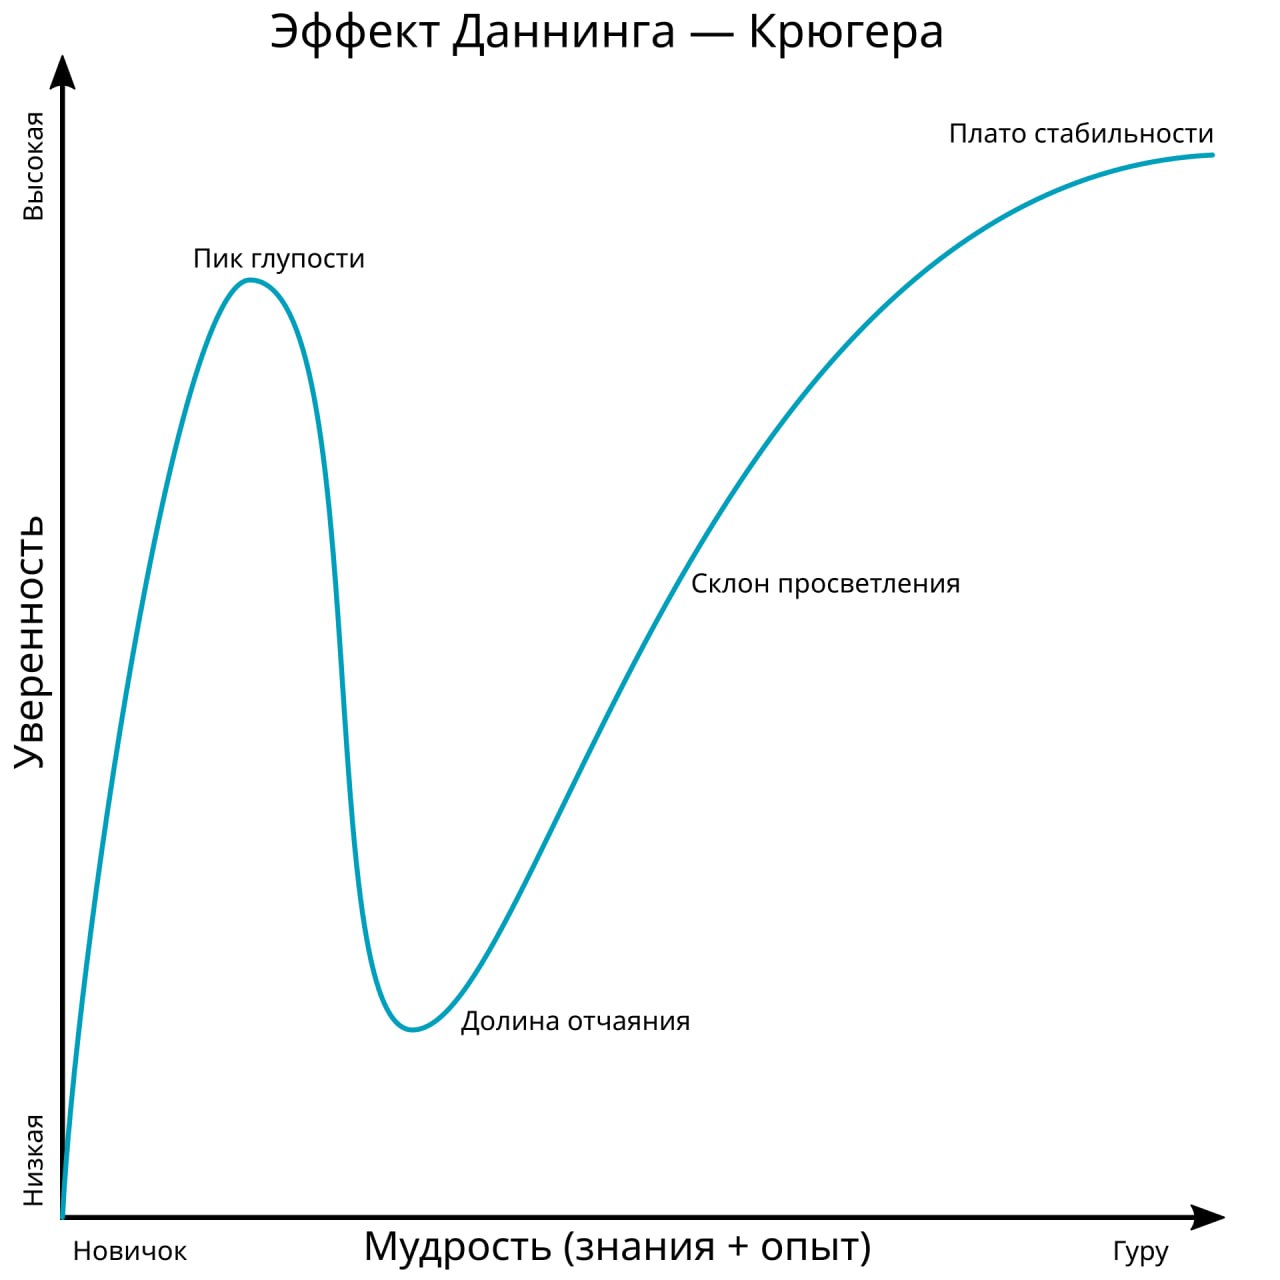 Эффект Даннинга — Крюгера
Высокая
Плато стабильности
Пик глупости
Уверенность
Склон просветления
Долина отчаяния
Низкая
Новичок
Мудрость (знания + опыт)
Гуру